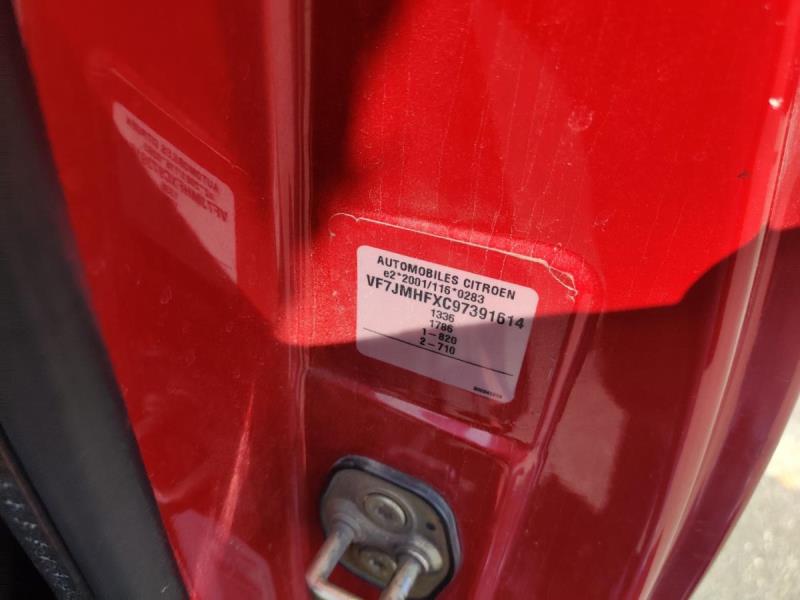 AUTOMOBILES CITROEN
e2*2001/116*0283
VF7JMHFXC97391614
1336
1786
1-820
2-710